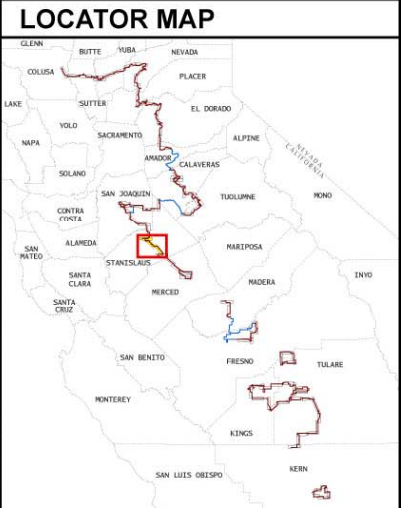 LOCATOR MAP
GLENN
BUTTE
YUBA
NEVADA
COLUSA
PLACER
LAKE
SUTTER
EL DORADO
YOLO
SACRAMENTO
NAPA
ALPINE
NEVADA
CALIFORNIA
AMADOR
CALAVERAS
SOLANO
SAN JOAQUIN
TUOLUMNE
MONO
CONTRA
COSTA
ALAMEDA
SAN
MATEO
STANISLAUS
MARIPOSA
SANTA
CLARA
MERCED
MADERA
INYO
SANTA
CRUZ
SAN BENITO
FRESNO
TULARE
MONTEREY
KINGS
KERN
SAN LUIS OBISPO